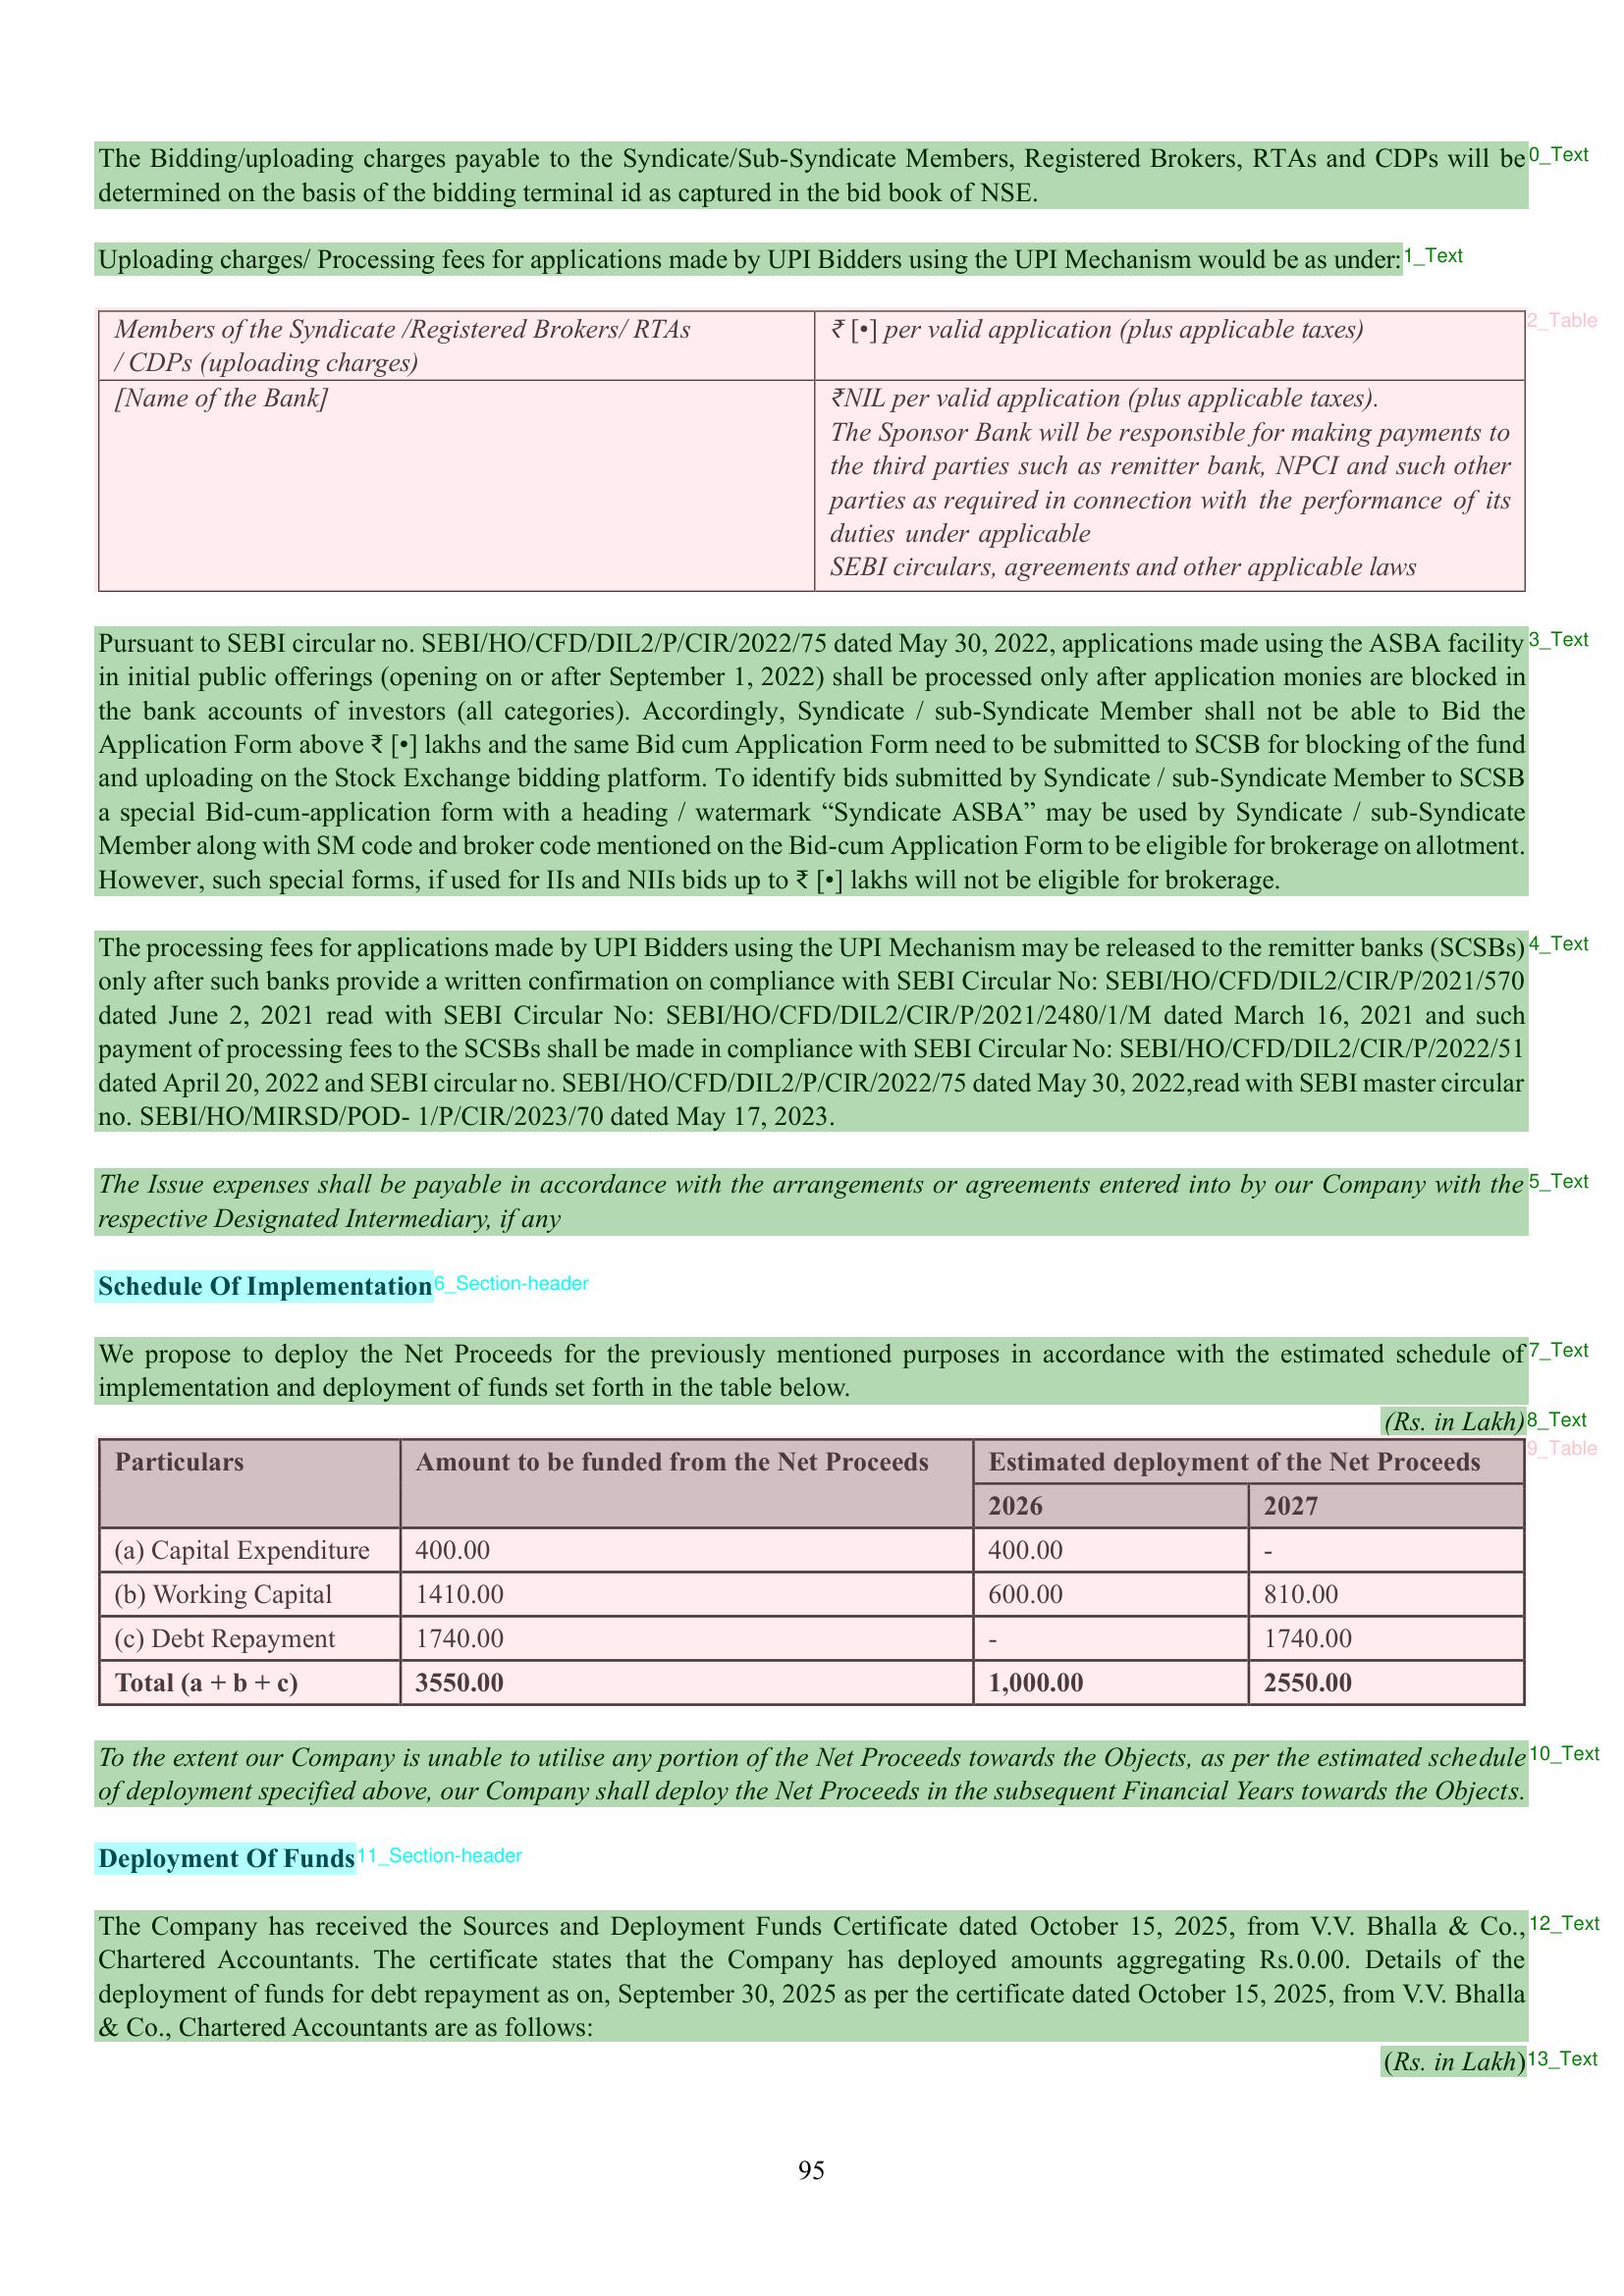 The Bidding/uploading charges payable to the Syndicate/Sub-Syndicate Members, Registered Brokers, RTAs and CDPs will be
0_Text
determined on the basis of the bidding terminal id as captured in the bid book of NSE.
Uploading charges/ Processing fees for applications made by UPI Bidders using the UPI Mechanism would be as under:
1_Text
2_Table
Members of the Syndicate /Registered Brokers/ RTAs
/ CDPs (uploading charges)
₹ [•] per valid application (plus applicable taxes)
[Name of the Bank]
₹NIL per valid application (plus applicable taxes).
The Sponsor Bank will be responsible for making payments to
the third parties such as remitter bank, NPCI and such other
parties as required in connection with the performance of its
duties under applicable
SEBI circulars, agreements and other applicable laws
Pursuant to SEBI circular no. SEBI/HO/CFD/DIL2/P/CIR/2022/75 dated May 30, 2022, applications made using the ASBA facility
3_Text
in initial public offerings (opening on or after September 1, 2022) shall be processed only after application monies are blocked in
the bank accounts of investors (all categories). Accordingly, Syndicate / sub-Syndicate Member shall not be able to Bid the
Application Form above ₹ [•] lakhs and the same Bid cum Application Form need to be submitted to SCSB for blocking of the fund
and uploading on the Stock Exchange bidding platform. To identify bids submitted by Syndicate / sub-Syndicate Member to SCSB
a special Bid-cum-application form with a heading / watermark “Syndicate ASBA” may be used by Syndicate / sub-Syndicate
Member along with SM code and broker code mentioned on the Bid-cum Application Form to be eligible for brokerage on allotment.
However, such special forms, if used for IIs and NIIs bids up to ₹ [•] lakhs will not be eligible for brokerage.
The processing fees for applications made by UPI Bidders using the UPI Mechanism may be released to the remitter banks (SCSBs)
4_Text
only after such banks provide a written confirmation on compliance with SEBI Circular No: SEBI/HO/CFD/DIL2/CIR/P/2021/570
dated June 2, 2021 read with SEBI Circular No: SEBI/HO/CFD/DIL2/CIR/P/2021/2480/1/M dated March 16, 2021 and such
payment of processing fees to the SCSBs shall be made in compliance with SEBI Circular No: SEBI/HO/CFD/DIL2/CIR/P/2022/51
dated April 20, 2022 and SEBI circular no. SEBI/HO/CFD/DIL2/P/CIR/2022/75 dated May 30, 2022,read with SEBI master circular
no. SEBI/HO/MIRSD/POD- 1/P/CIR/2023/70 dated May 17, 2023.
The Issue expenses shall be payable in accordance with the arrangements or agreements entered into by our Company with the
5_Text
respective Designated Intermediary, if any
Schedule Of Implementation
6_Section-header
We propose to deploy the Net Proceeds for the previously mentioned purposes in accordance with the estimated schedule of
7_Text
implementation and deployment of funds set forth in the table below.
(Rs. in Lakh)
8_Text
9_Table
Particulars Amount to be funded from the Net Proceeds Estimated deployment of the Net Proceeds
2026 2027
(a) Capital Expenditure 400.00 400.00 -
(b) Working Capital 1410.00 600.00 810.00
(c) Debt Repayment 1740.00 - 1740.00
Total (a + b + c) 3550.00 1,000.00 2550.00
To the extent our Company is unable to utilise any portion of the Net Proceeds towards the Objects, as per the estimated schedule
10_Text
of deployment specified above, our Company shall deploy the Net Proceeds in the subsequent Financial Years towards the Objects.
Deployment Of Funds
11_Section-header
The Company has received the Sources and Deployment Funds Certificate dated October 15, 2025, from V.V. Bhalla & Co.,
12_Text
Chartered Accountants. The certificate states that the Company has deployed amounts aggregating Rs.0.00. Details of the
deployment of funds for debt repayment as on, September 30, 2025 as per the certificate dated October 15, 2025, from V.V. Bhalla
& Co., Chartered Accountants are as follows:
(Rs. in Lakh)
13_Text
95